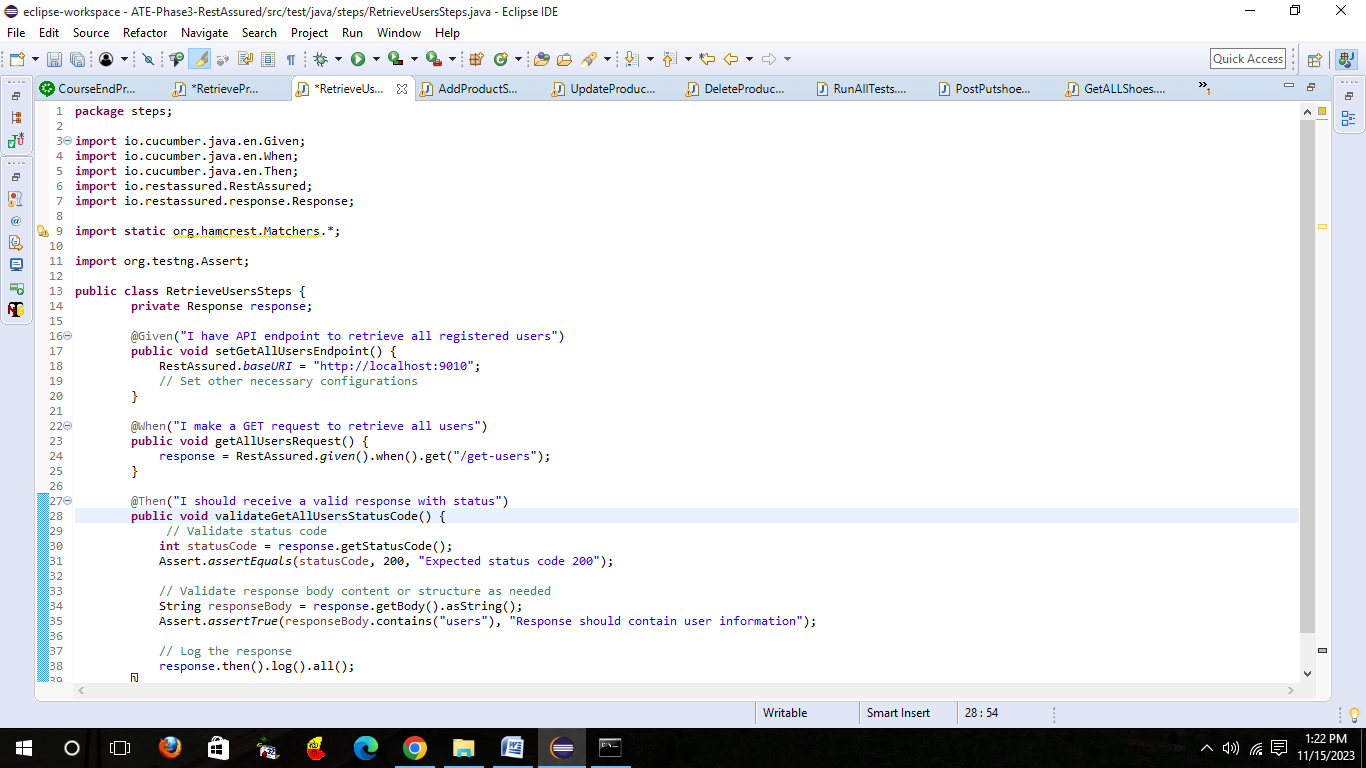 eclipse-workspace - ATE-Phase3-RestAssured/src/test/java/steps/RetrieveUsersSteps.java - Eclipse IDE
File Edit Source Refactor Navigate Search Project Run Window Help
Quick Access
CourseEndPr... *RetrievePr... *RetrieveUs... AddProductS... UpdateProduc... DeleteProduc... RunAllTests.... PostPutshoe... GetALLShoes.... »1
1 package steps;
2
3 import io.cucumber.java.en.Given;
4 import io.cucumber.java.en.When;
5 import io.cucumber.java.en.Then;
6 import io.restassured.RestAssured;
7 import io.restassured.response.Response;
8
9 import static org.hamcrest.Matchers.*;
10
11 import org.testng.Assert;
12
13 public class RetrieveUsersSteps {
14 private Response response;
15
16 @Given("I have API endpoint to retrieve all registered users")
17 public void setGetAllUsersEndpoint() {
18 RestAssured.baseURI = "http://localhost:9010";
19 // Set other necessary configurations
20 }
21
22 @When("I make a GET request to retrieve all users")
23 public void getAllUsersRequest() {
24 response = RestAssured.given().when().get("/get-users");
25 }
26
27 @Then("I should receive a valid response with status")
28 public void validateGetAllUsersStatusCode() {
29 // Validate status code
30 int statusCode = response.getStatusCode();
31 Assert.assertEquals(statusCode, 200, "Expected status code 200");
32
33 // Validate response body content or structure as needed
34 String responseBody = response.getBody().asString();
35 Assert.assertTrue(responseBody.contains("users"), "Response should contain user information");
36
37 // Log the response
38 response.then().log().all();
39 }
Writable Smart Insert 28 : 54
1:22 PM
11/15/2023